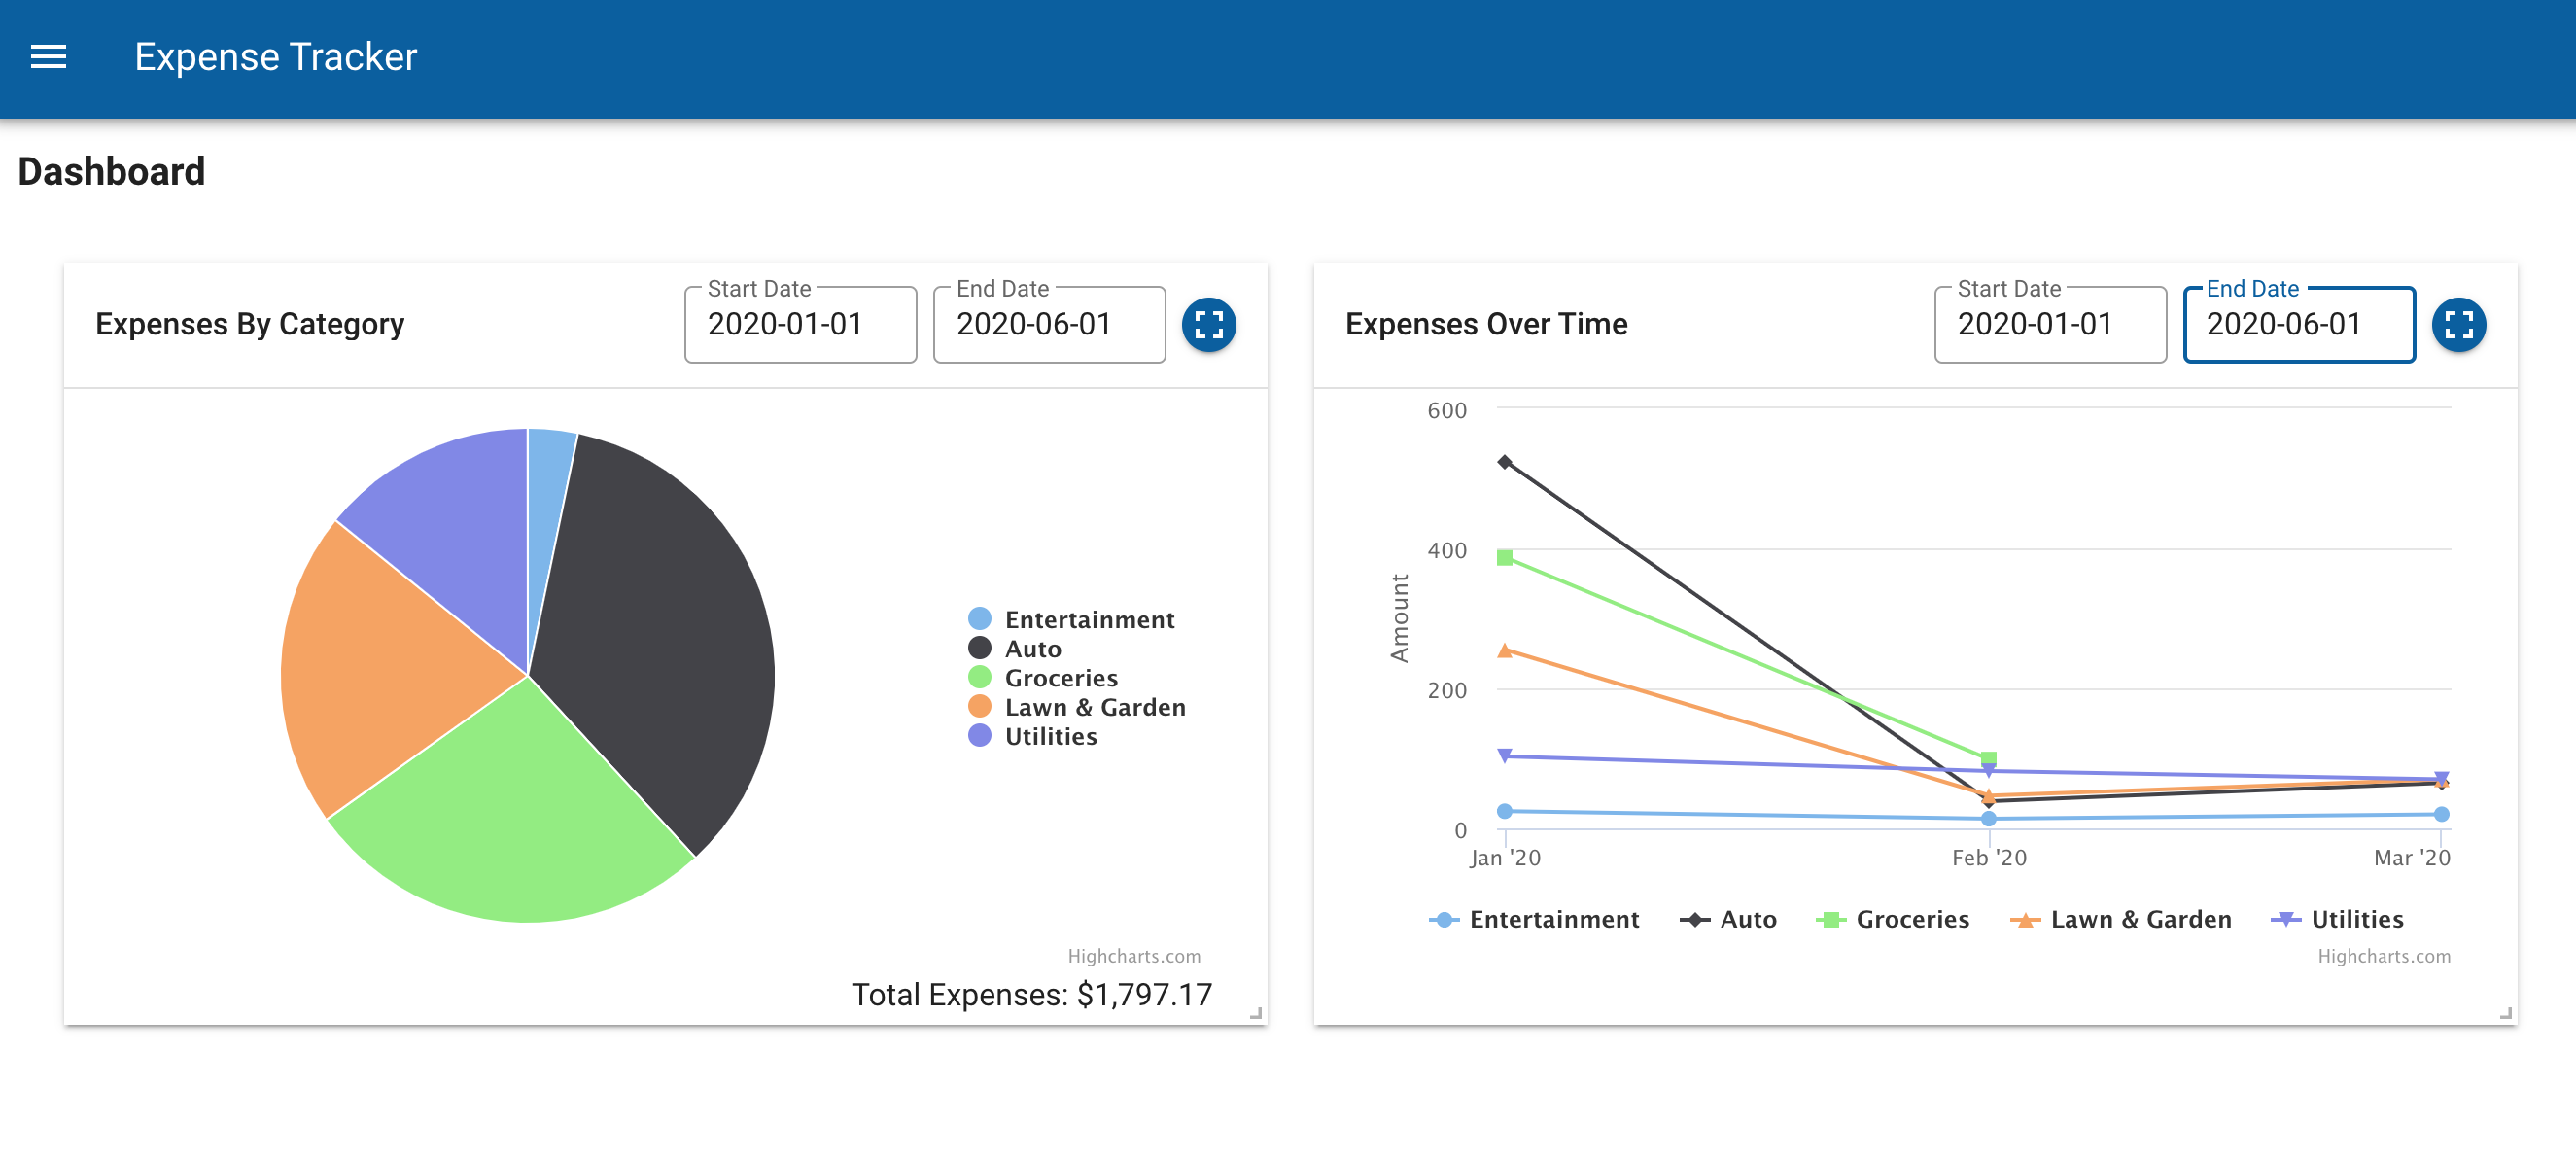 Expense Tracker
Dashboard
Expenses By Category
Start Date
2020-01-01
End Date
2020-06-01
Entertainment
Auto
Groceries
Lawn & Garden
Utilities
Highcharts.com
Total Expenses: $1,797.17
Expenses Over Time
Start Date
2020-01-01
End Date
2020-06-01
Amount
600
400
200
0
Jan '20 Feb '20 Mar '20
Entertainment Auto Groceries Lawn & Garden Utilities
Highcharts.com